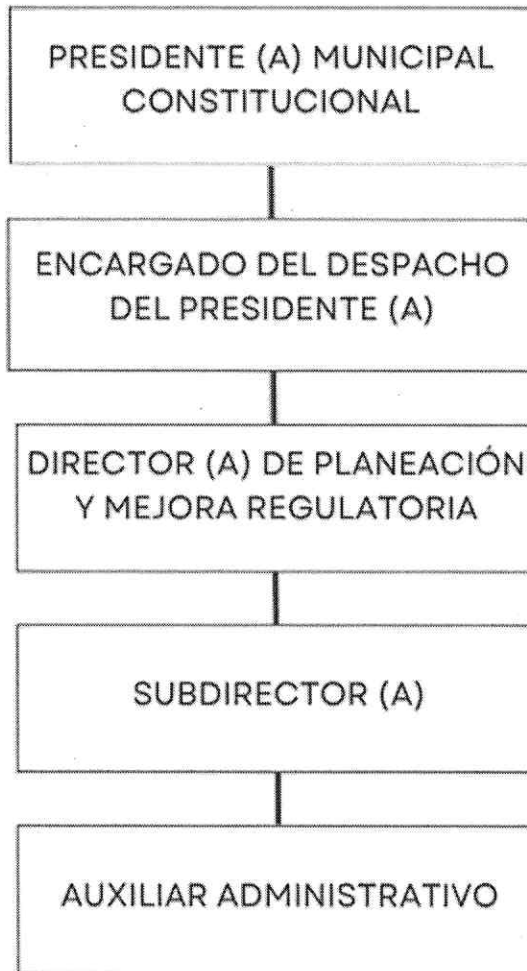 PRESIDENTE (A) MUNICIPAL
CONSTITUCIONAL
ENCARGADO DEL DESPACHO
DEL PRESIDENTE (A)
DIRECTOR (A) DE PLANEACIÓN
Y MEJORA REGULATORIA
SUBDIRECTOR (A)
AUXILIAR ADMINISTRATIVO